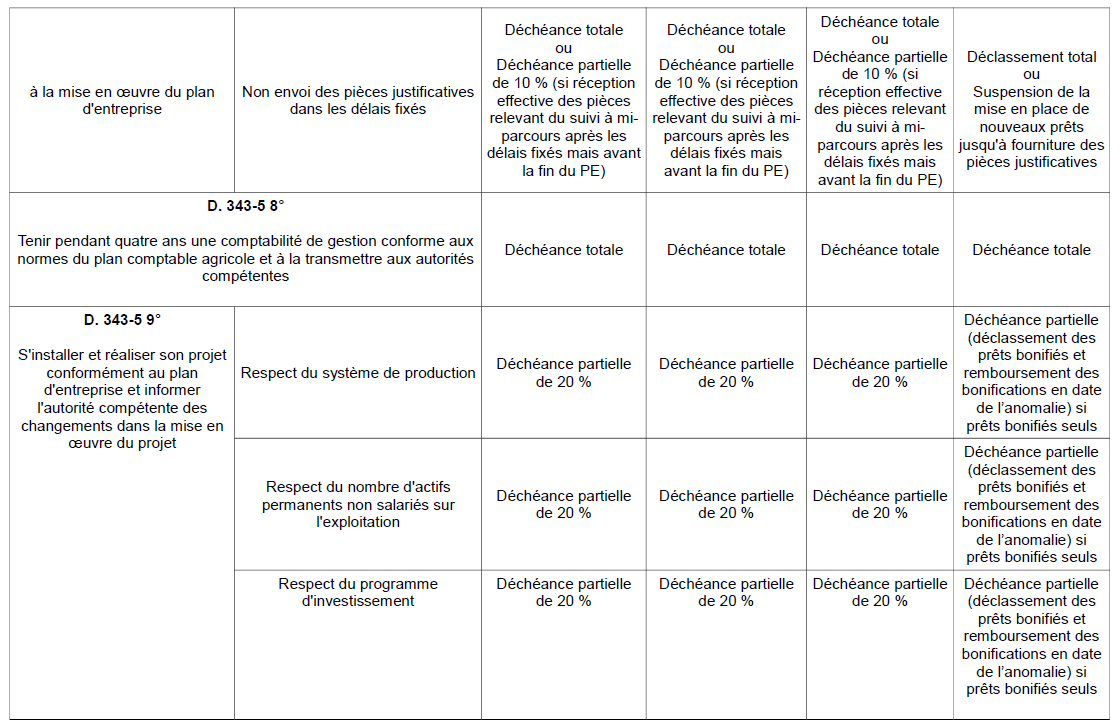 à la mise en œuvre du plan
d'entreprise
Non envoi des pièces justificatives
dans les délais fixés
Déchéance totale
ou
Déchéance partielle
de 10 % (si réception
effective des pièces
relevant du suivi à mi-
parcours après les
délais fixés mais avant
la fin du PE)
Déchéance totale
ou
Déchéance partielle
de 10 % (si réception
effective des pièces
relevant du suivi à mi-
parcours après les
délais fixés mais
avant la fin du PE)
Déchéance totale
ou
Déchéance partielle
de 10 % (si
réception effective
des pièces relevant
du suivi à mi-
parcours après les
délais fixés mais
avant la fin du PE)
Déclassement total
ou
Suspension de la
mise en place de
nouveaux prêts
jusqu'à fourniture des
pièces justificatives
D. 343-5 8°
Tenir pendant quatre ans une comptabilité de gestion conforme aux
normes du plan comptable agricole et à la transmettre aux autorités
compétentes
Déchéance totale
Déchéance totale
Déchéance totale
Déchéance totale
D. 343-5 9°
S'installer et réaliser son projet
conformément au plan
d'entreprise et informer
l'autorité compétente des
changements dans la mise en
œuvre du projet
Respect du système de production
Déchéance partielle
de 20 %
Déchéance partielle
de 20 %
Déchéance partielle
de 20 %
Déchéance partielle
(déclassement des
prêts bonifiés et
remboursement des
bonifications en date
de l’anomalie) si
prêts bonifiés seuls
Respect du nombre d'actifs
permanents non salariés sur
l'exploitation
Déchéance partielle
de 20 %
Déchéance partielle
de 20 %
Déchéance partielle
de 20 %
Déchéance partielle
(déclassement des
prêts bonifiés et
remboursement des
bonifications en date
de l’anomalie) si
prêts bonifiés seuls
Respect du programme
d'investissement
Déchéance partielle
de 20 %
Déchéance partielle
de 20 %
Déchéance partielle
de 20 %
Déchéance partielle
(déclassement des
prêts bonifiés et
remboursement des
bonifications en date
de l’anomalie) si
prêts bonifiés seuls